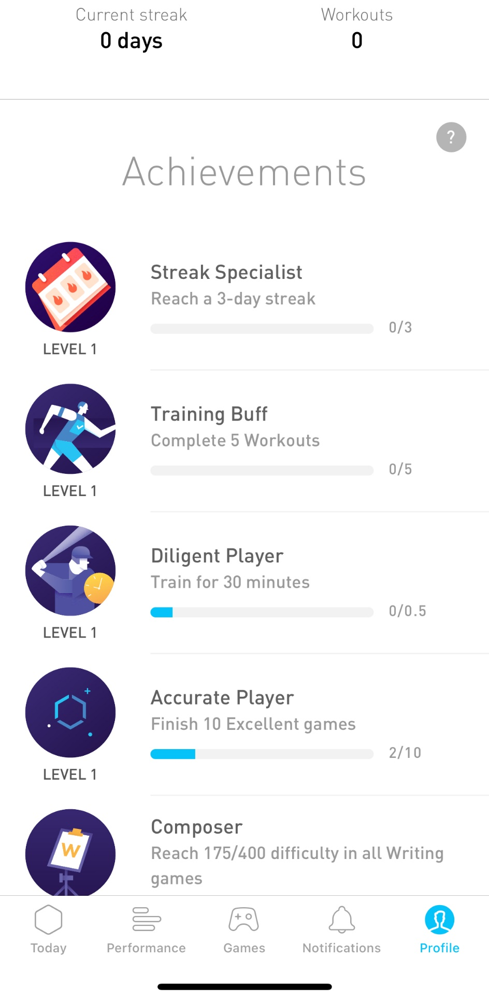 Current streak
Workouts
0 days
0
?
Achievements
Streak Specialist
Reach a 3-day streak
0/3
LEVEL 1
Training Buff
Complete 5 Workouts
0/5
LEVEL 1
Diligent Player
Train for 30 minutes
0/0.5
LEVEL 1
Accurate Player
Finish 10 Excellent games
2/10
LEVEL 1
W
Composer
Reach 175/400 difficulty in all Writing
games
Today
Performance
Games
Notifications
Profile